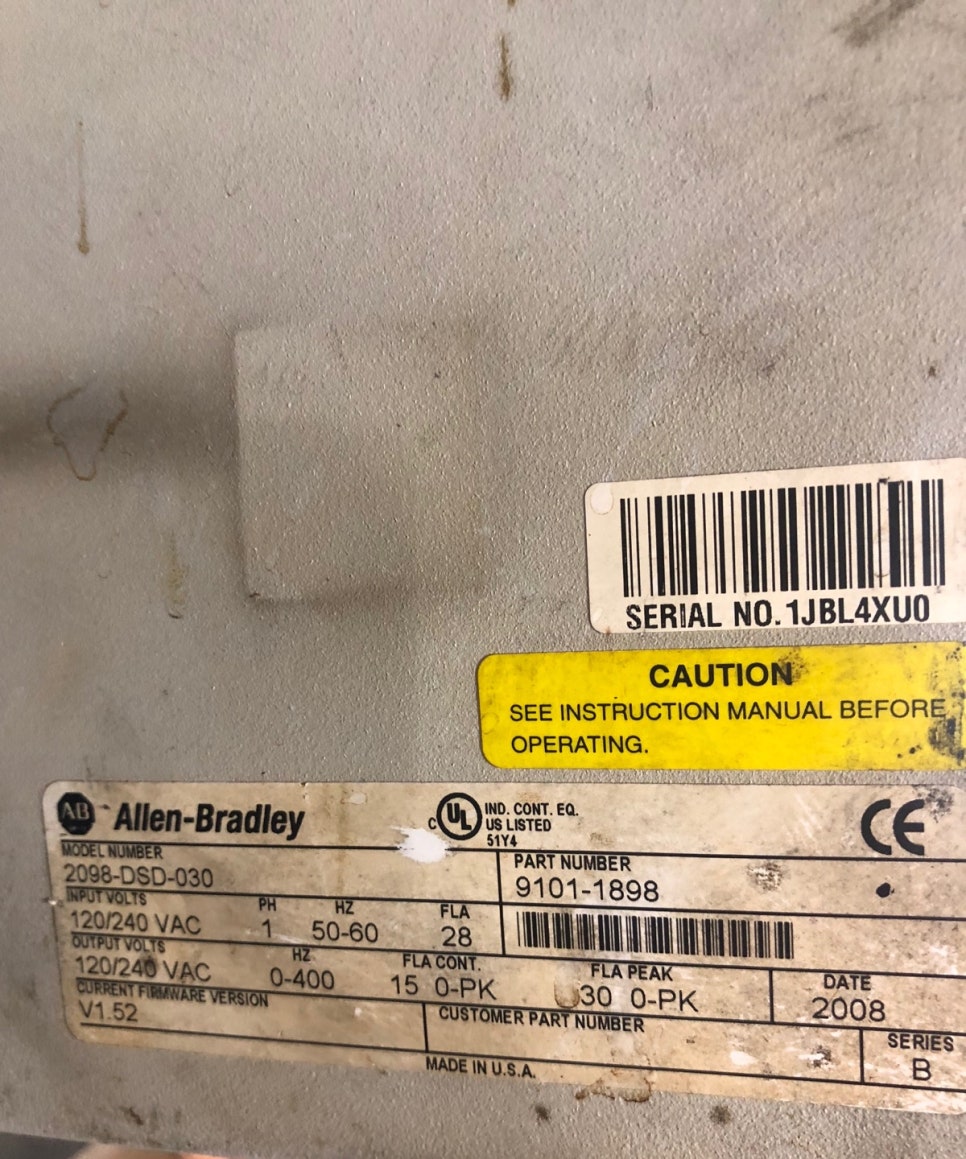 SERIAL NO. 1JBL4XU0
CAUTION
SEE INSTRUCTION MANUAL BEFORE
OPERATING.
AB Allen-Bradley
C UL IND. CONT. EQ.
US LISTED
51Y4
CE
MODEL NUMBER
2098-DSD-030
PART NUMBER
9101-1898
INPUT VOLTS PH HZ FLA
120/240 VAC 1 50-60 28
OUTPUT VOLTS HZ FLA CONT. FLA PEAK DATE
120/240 VAC 0-400 15 0-PK 30 0-PK 2008
CURRENT FIRMWARE VERSION CUSTOMER PART NUMBER SERIES
V1.52 B
MADE IN U.S.A.